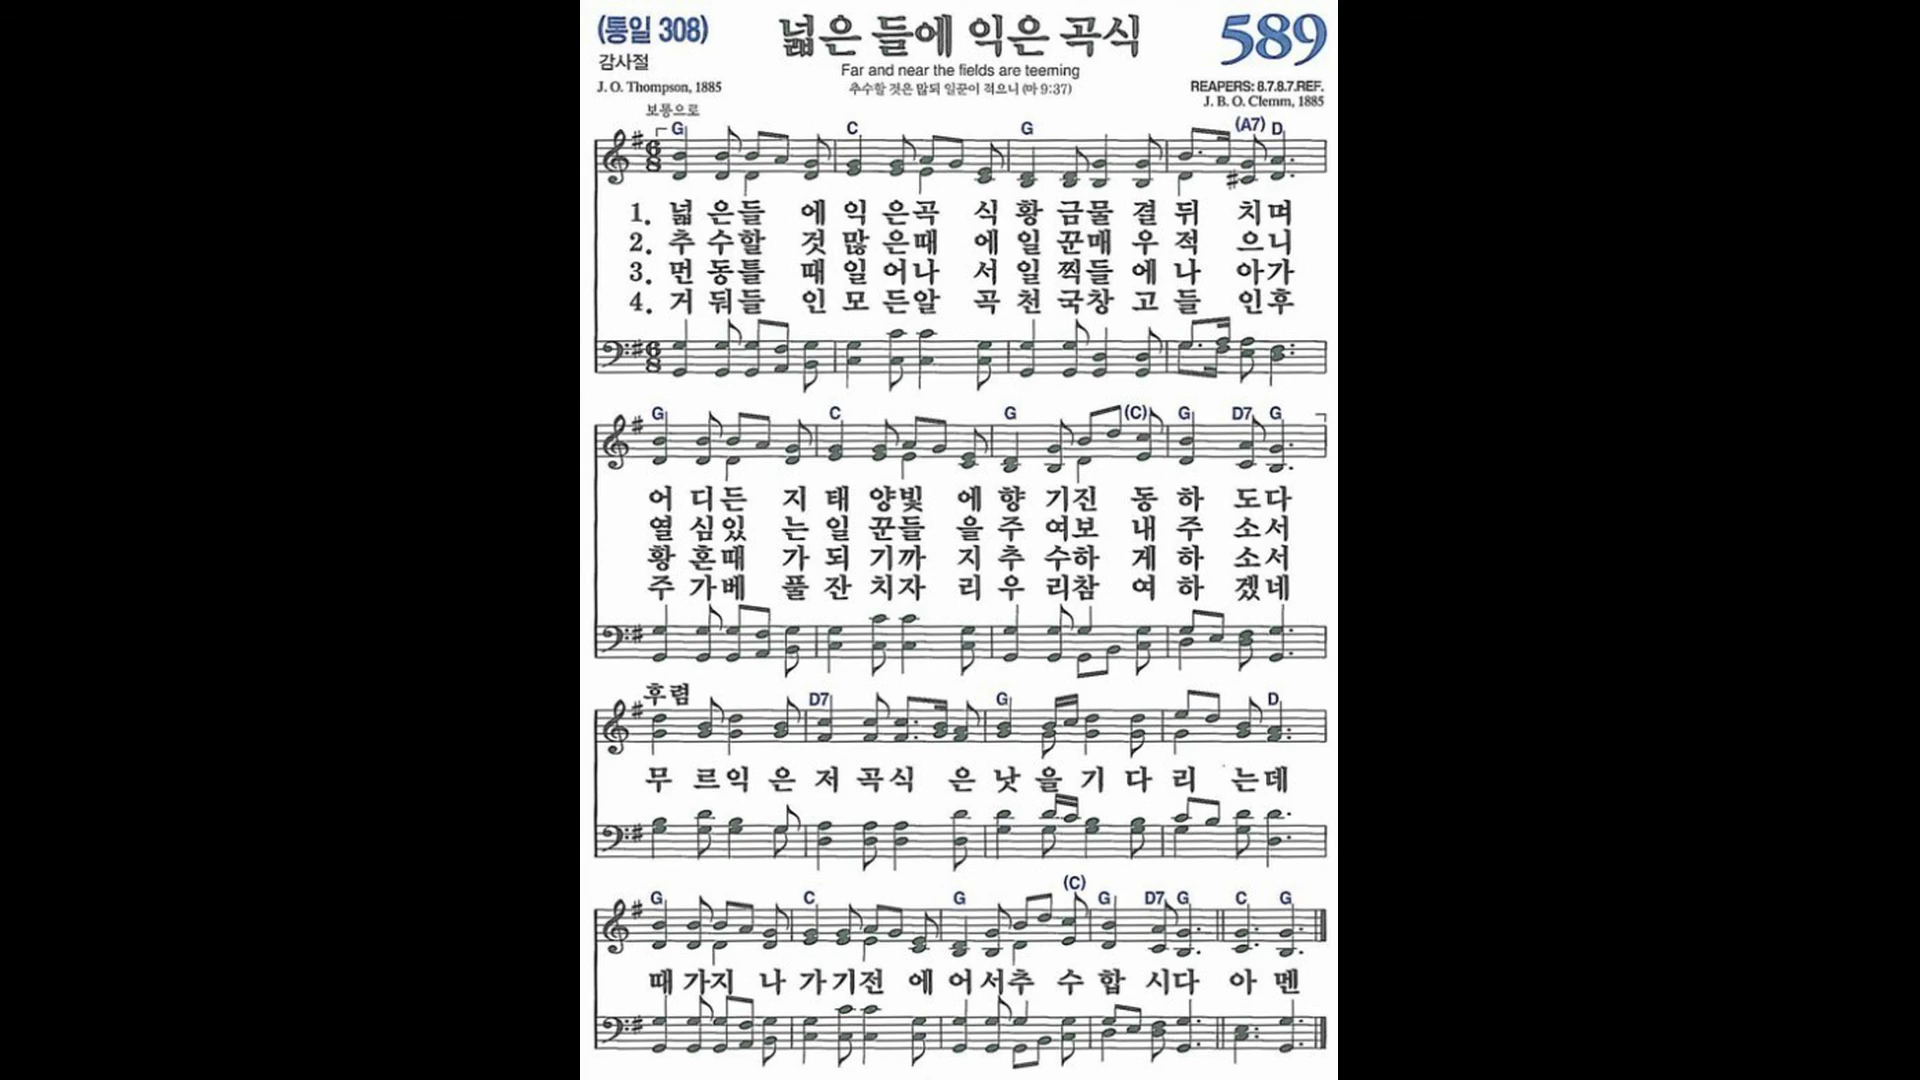 (통일 308)
넓은 들에 익은 곡식
589
감사절
Far and near the fields are teeming
J. O. Thompson, 1885
추수할 것은 많되 일꾼이 적으니 (마 9:37)
REAPERS: 8.7.8.7.REF.
J. B. O. Clemm, 1885
보통으로
G C G (A7) D
1. 넓 은들 에 익 은곡 식 황 금물 결 뒤 치며
2. 추 수할 것 많 은때 에 일 꾼매 우 적 으니
3. 먼 동틀 때 일 어나 서 일 찍들 에 나 아가
4. 거 둬들 인 모 든알 곡 천 국창 고 들 인후
G C G (C) G D7 G
어 디든 지 태 양빛 에 향 기진 동 하 도다
열 심있 는 일 꾼들 을 주 여보 내 주 소서
황 혼때 가 되 기까 지 추 수하 게 하 소서
주 가베 풀 잔 치자 리 우 리참 여 하 겠네
후렴
D7 G D
무 르익 은 저 곡식 은 낫 을 기 다 리 는데
G C G (C) G D7 G C G
때 가지 나 가기전 에 어서추 수 합 시다 아 멘